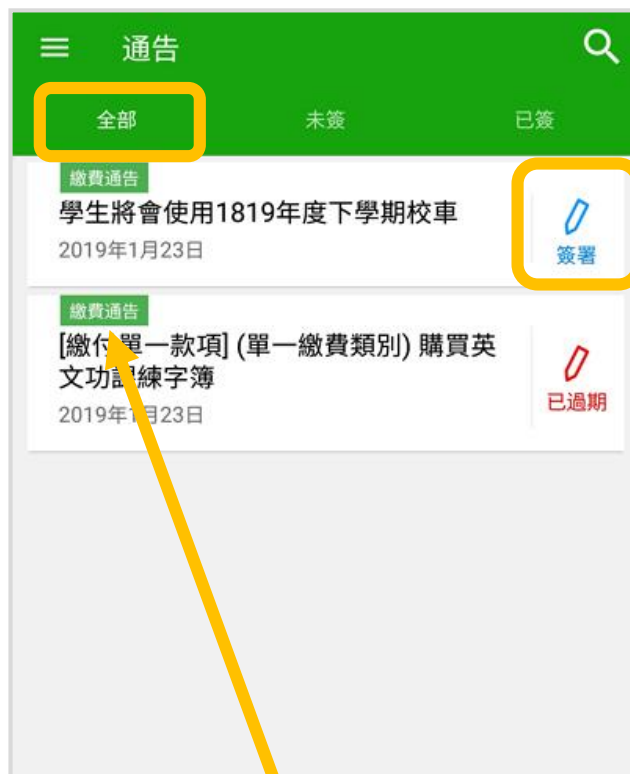 通告
全部 未簽 已簽
繳費通告
學生將會使用1819年度下學期校車
2019年1月23日
簽署
繳費通告
[繳付單一款項] (單一繳費類別) 購買英
文功課練字簿
2019年1月23日
已過期